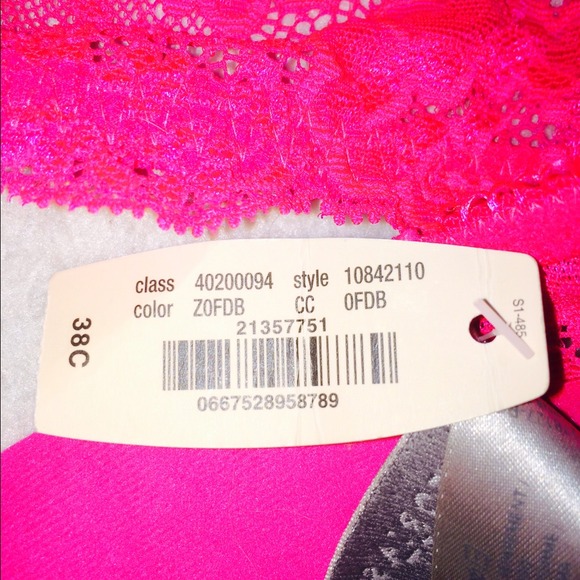 class 40200094 style 10842110
color Z0FDB CC 0FDB
21357751
0667528958789
38C
S1-485